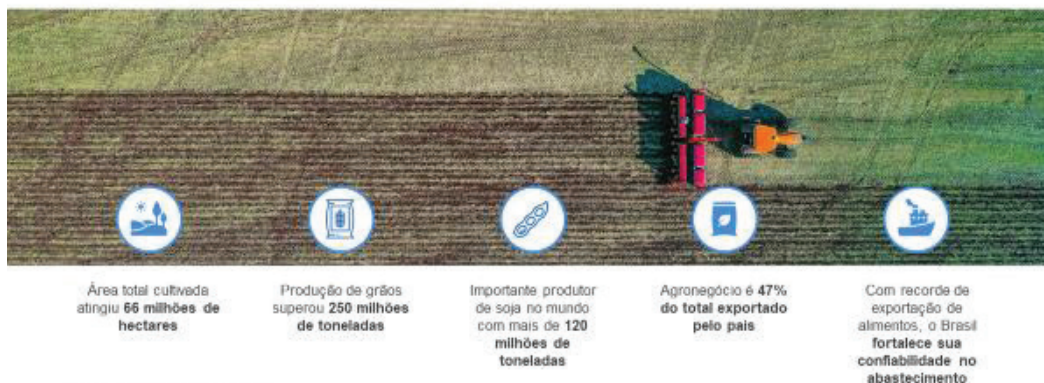 Área total cultivada
atingiu 66 milhões de
hectares
Produção de grãos
superou 250 milhões
de toneladas
Importante produtor
de soja no mundo
com mais de 120
milhões de
toneladas
Agronegócio é 47%
do total exportado
pelo pais
Com recorde de
exportação de
alimentos, o Brasil
fortalece sua
confiabilidade no
abastecimento